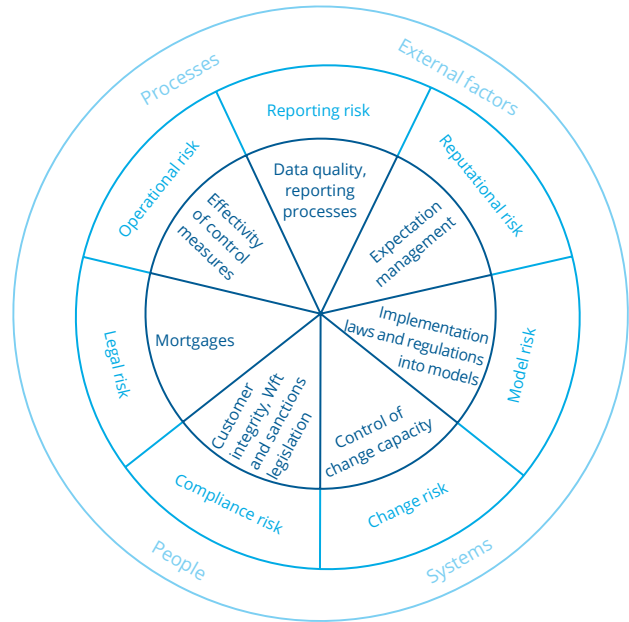 Processes
External factors
Reporting risk
Operational risk
Reputational risk
Data quality,
reporting
processes
Effectivity
of control
measures
Expectation
management
Mortgages
Implementation
laws and regulations
into models
Legal risk
Model risk
Customer
integrity, Wft
and sanctions
legislation
Control of
change capacity
Compliance risk
Change risk
People
Systems